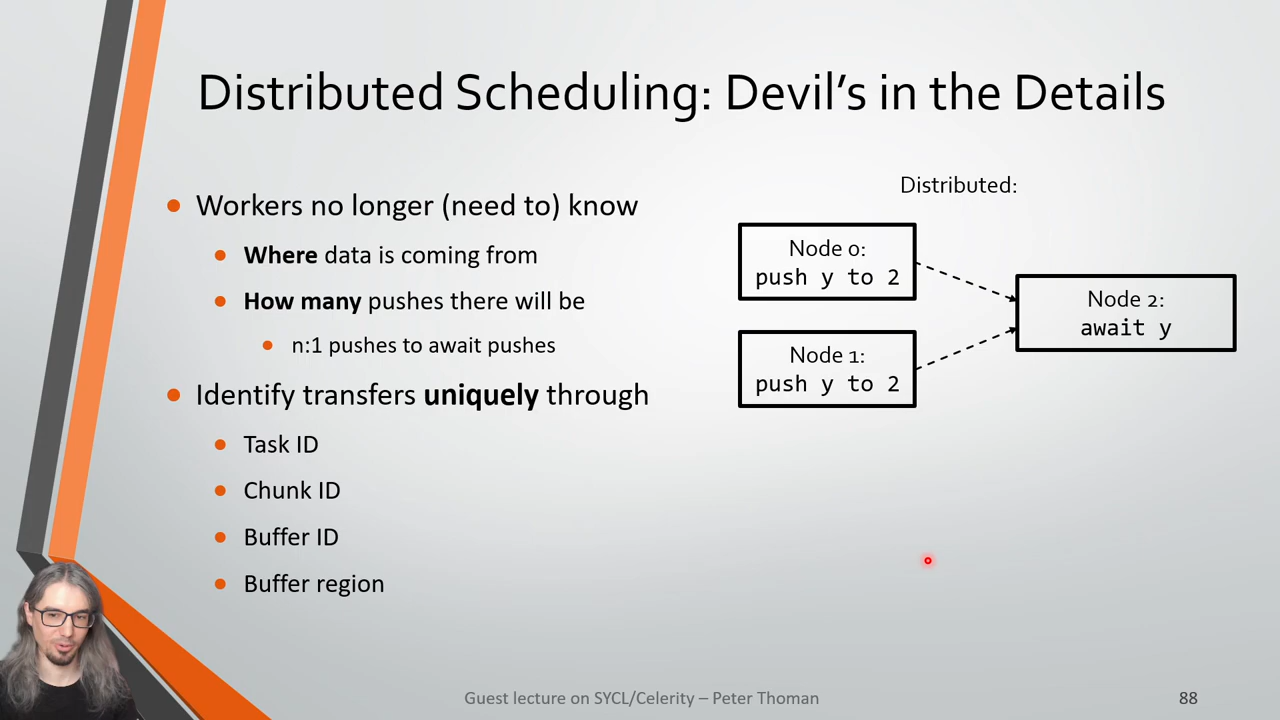 Distributed Scheduling: Devil's in the Details
Workers no longer (need to) know
Where data is coming from
How many pushes there will be
n:1 pushes to await pushes
Identify transfers uniquely through
Task ID
Chunk ID
Buffer ID
Buffer region
Distributed:
Node 0:
push y to 2
Node 1:
push y to 2
Node 2:
await y
Guest lecture on SYCL/Celerity – Peter Thoman
88